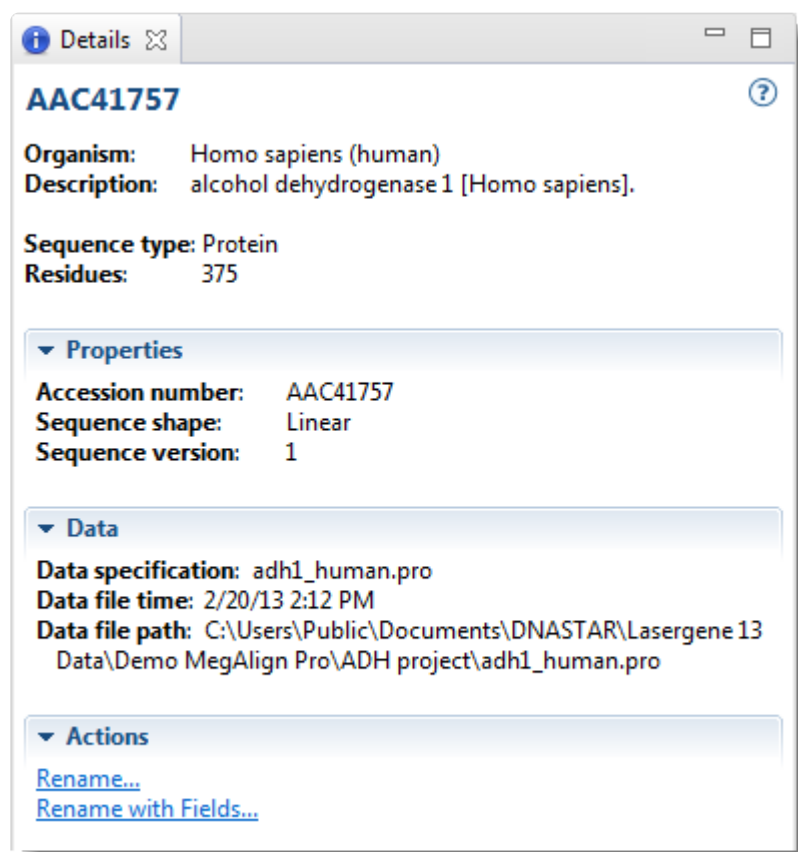 Details
AAC41757
Organism: Homo sapiens (human)
Description: alcohol dehydrogenase 1 [Homo sapiens].
Sequence type: Protein
Residues: 375
Properties
Accession number: AAC41757
Sequence shape: Linear
Sequence version: 1
Data
Data specification: adh1_human.pro
Data file time: 2/20/13 2:12 PM
Data file path: C:\Users\Public\Documents\DNASTAR\Lasergene 13
Data\Demo MegAlign Pro\ADH project\adh1_human.pro
Actions
Rename...
Rename with Fields...